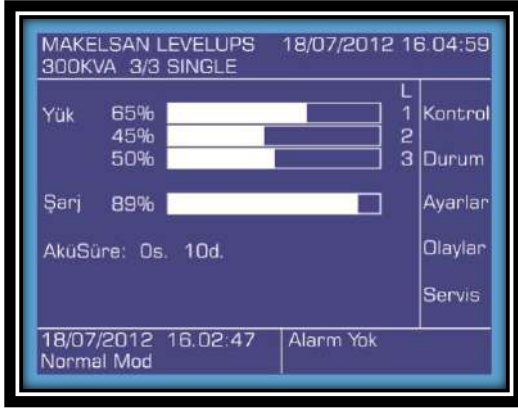 MAKELSAN LEVELUPS 18/07/2012 16.04:59
300KVA 3/3 SINGLE
L
Yük 65% 1 Kontrol
45% 2
50% 3 Durum
Şarj 89% Ayarlar
AküSüre: 0s. 10d. Olaylar
Servis
18/07/2012 16.02:47 Alarm Yok
Normal Mod